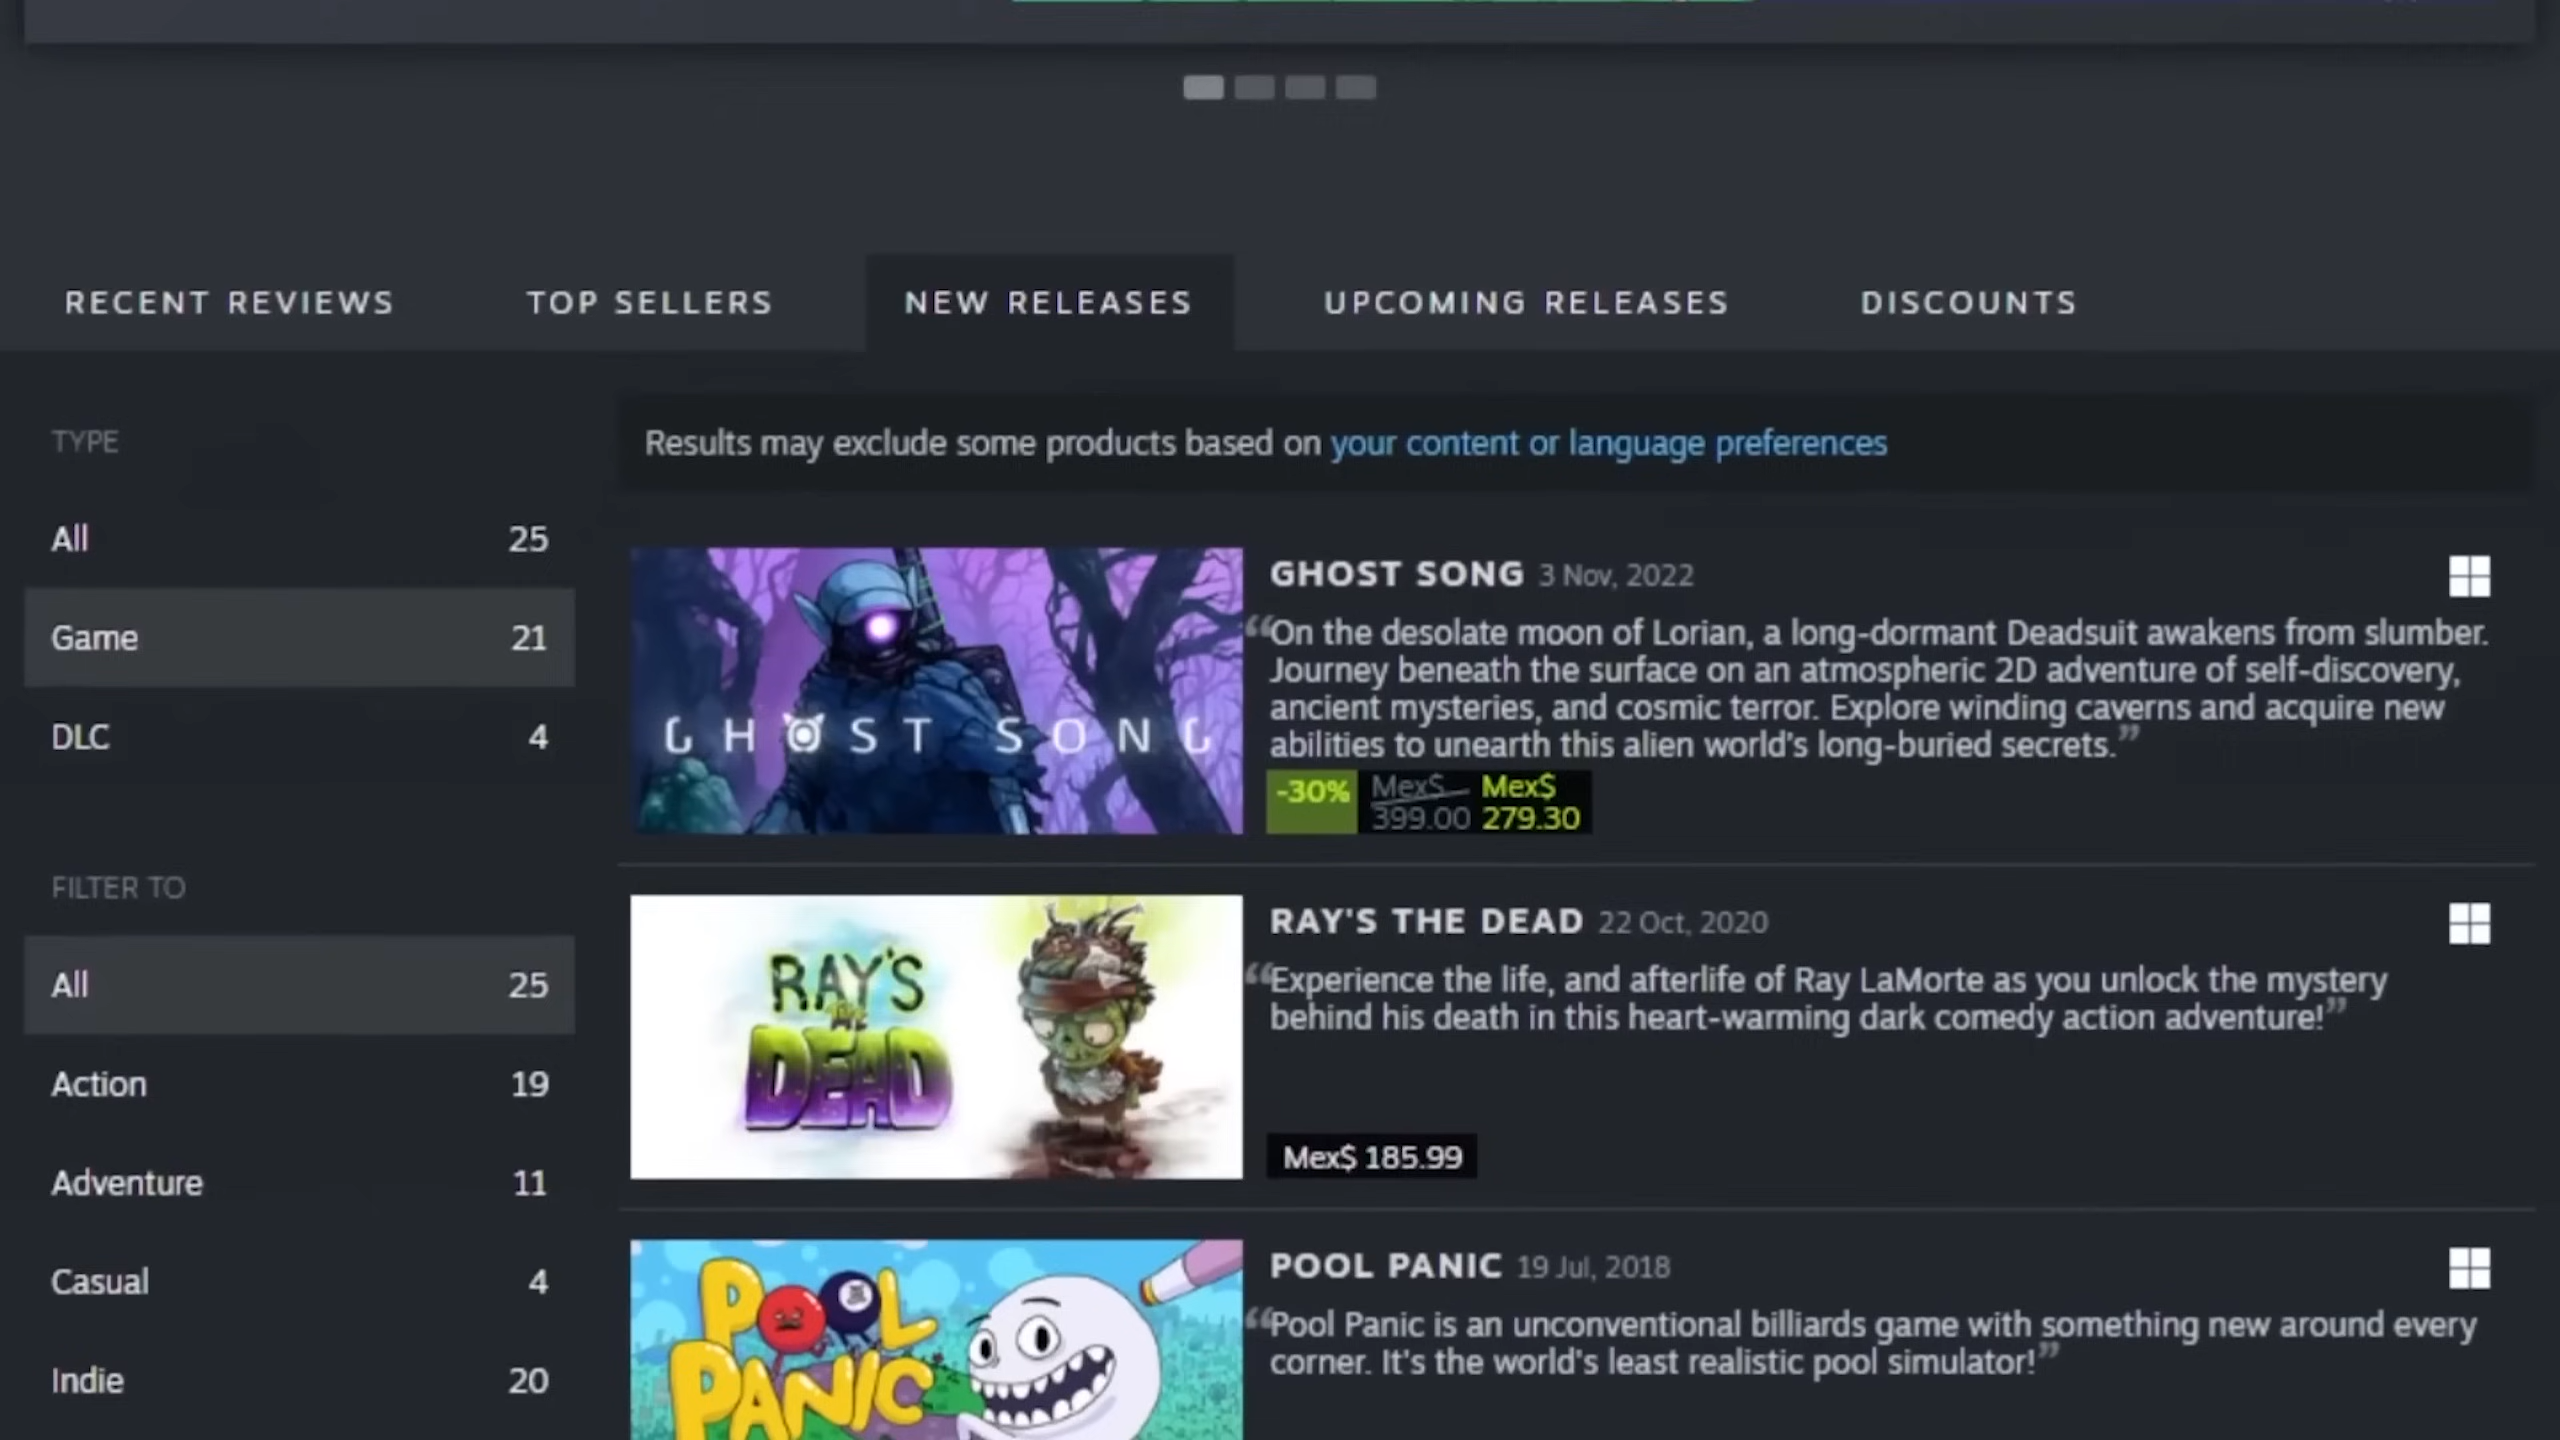 RECENT REVIEWS
TOP SELLERS
NEW RELEASES
UPCOMING RELEASES
DISCOUNTS
TYPE
All 25
Game 21
DLC 4
FILTER TO
All 25
Action 19
Adventure 11
Casual 4
Indie 20
Results may exclude some products based on your content or language preferences
GHOST SONG
GHOST SONG 3 Nov, 2022
“On the desolate moon of Lorian, a long-dormant Deadsuit awakens from slumber.
Journey beneath the surface on an atmospheric 2D adventure of self-discovery,
ancient mysteries, and cosmic terror. Explore winding caverns and acquire new
abilities to unearth this alien world's long-buried secrets.”
-30% Mex$ 399.00 Mex$ 279.30
RAY'S
THE
DEAD
RAY'S THE DEAD 22 Oct, 2020
“Experience the life, and afterlife of Ray LaMorte as you unlock the mystery
behind his death in this heart-warming dark comedy action adventure!”
Mex$ 185.99
POOL
PANIC
POOL PANIC 19 Jul, 2018
“Pool Panic is an unconventional billiards game with something new around every
corner. It's the world's least realistic pool simulator!”